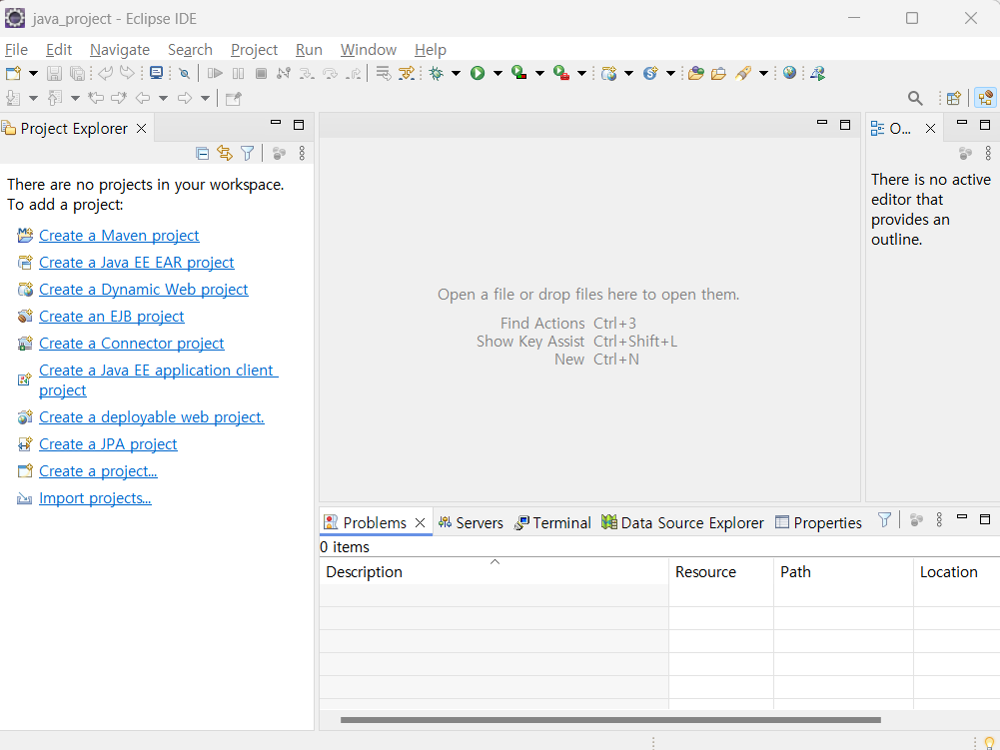 java_project - Eclipse IDE
File Edit Navigate Search Project Run Window Help
Project Explorer
There are no projects in your workspace.
To add a project:
Create a Maven project
Create a Java EE EAR project
Create a Dynamic Web project
Create an EJB project
Create a Connector project
Create a Java EE application client
project
Create a deployable web project.
Create a JPA project
Create a project...
Import projects...
Open a file or drop files here to open them.
Find Actions Ctrl+3
Show Key Assist Ctrl+Shift+L
New Ctrl+N
O...
There is no active
editor that
provides an
outline.
Problems Servers Terminal Data Source Explorer Properties
0 items
Description Resource Path Location